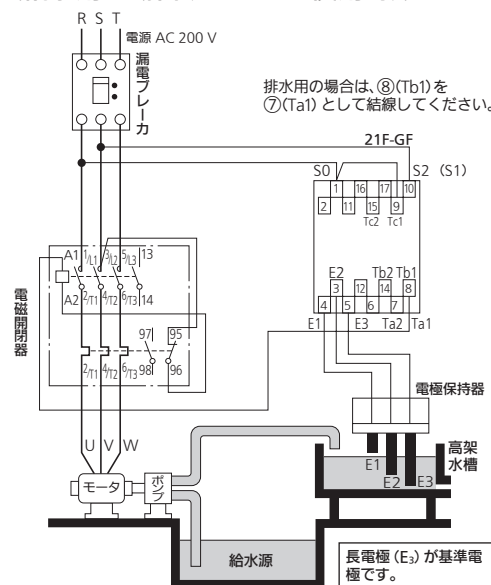 R S T
電源 AC 200 V
漏電ブレーカ
排水用の場合は、⑧(Tb1)を
⑦(Ta1) として結線してください。
21F-GF
S0
S2 (S1)
1 16 17 10
2 11 15 9
Tc2 Tc1
E2 Tb2 Tb1
3 12 14 8
4 5 6 7
E1 E3 Ta2 Ta1
A1 1/L1 3/L2 5/L3 13
A2 2/T1 4/T2 6/T3 14
電磁開閉器
97 95
98 96
2/T1 4/T2 6/T3
U V W
モータ
ポンプ
電極保持器
高架
水槽
E1
E2
E3
給水源
長電極 (E₃) が基準電
極です。